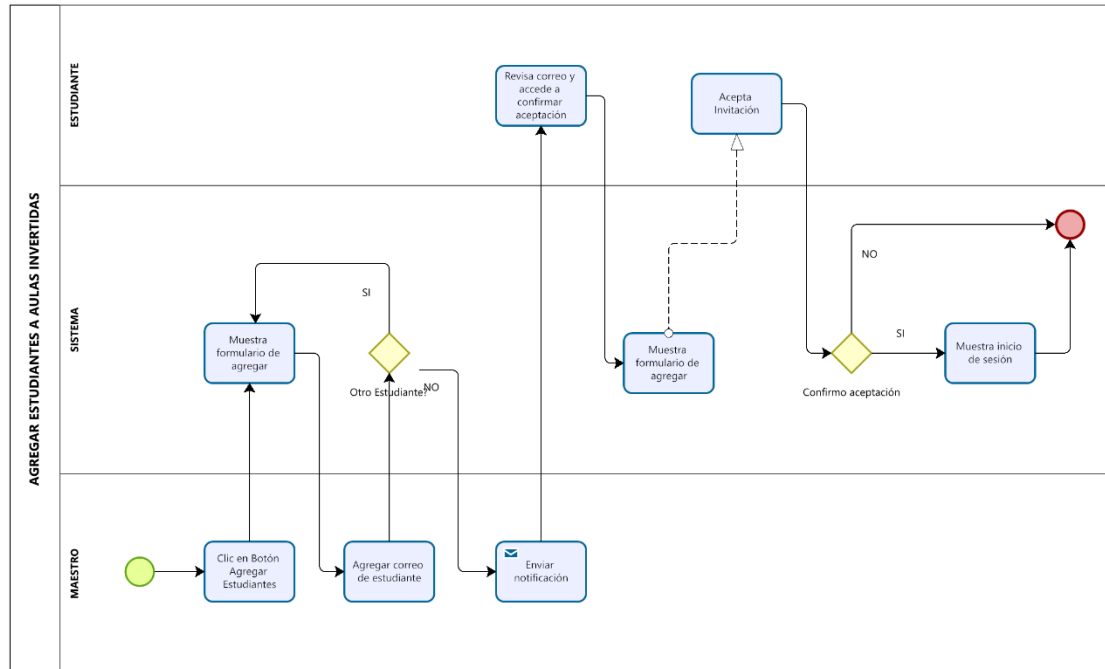 AGREGAR ESTUDIANTES A AULAS INVERTIDAS
ESTUDIANTE
Revisa correo y
accede a
confirmar
aceptación
Acepta
Invitación
SISTEMA
Muestra
formulario de
agregar
SI
Otro Estudiante?
NO
Muestra
formulario de
agregar
NO
SI
Confirmo aceptación
Muestra inicio
de sesión
MAESTRO
Clic en Botón
Agregar
Estudiantes
Agregar correo
de estudiante
Enviar
notificación